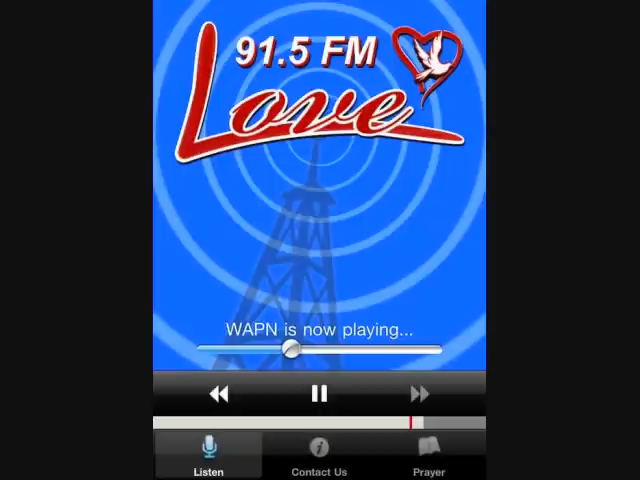 91.5 FM
Love
WAPN is now playing...
Listen
Contact Us
Prayer